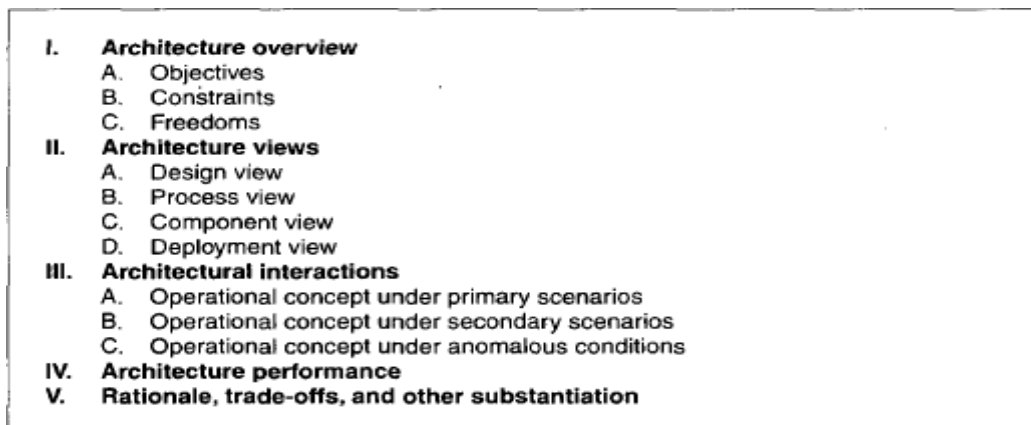 I. Architecture overview
A. Objectives
B. Constraints
C. Freedoms
II. Architecture views
A. Design view
B. Process view
C. Component view
D. Deployment view
III. Architectural interactions
A. Operational concept under primary scenarios
B. Operational concept under secondary scenarios
C. Operational concept under anomalous conditions
IV. Architecture performance
V. Rationale, trade-offs, and other substantiation